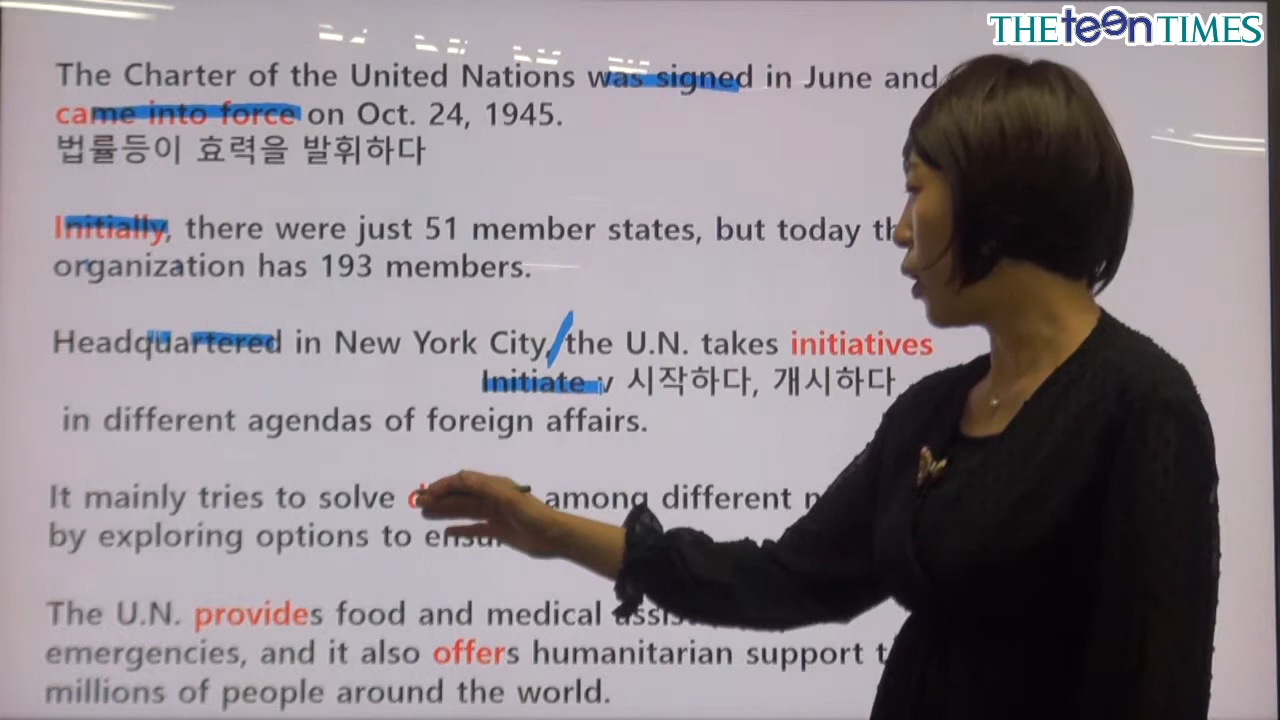 THE teen TIMES
The Charter of the United Nations was signed in June and
came into force on Oct. 24, 1945.
법률등이 효력을 발휘하다
Initially, there were just 51 member states, but today
organization has 193 members.
Headquartered in New York City, the U.N. takes initiatives
Initiate v 시작하다, 개시하다
in different agendas of foreign affairs.
It mainly tries to solve among different
by exploring options to
The U.N. provides food and medical
emergencies, and it also offers humanitarian support
millions of people around the world.